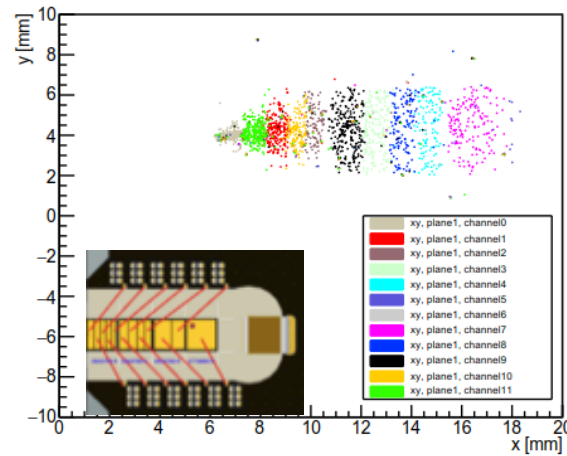 y [mm]
10
8
6
4
2
0
−2
−4
−6
−8
−10
xy, plane1, channel0
xy, plane1, channel1
xy, plane1, channel2
xy, plane1, channel3
xy, plane1, channel4
xy, plane1, channel5
xy, plane1, channel6
xy, plane1, channel7
xy, plane1, channel8
xy, plane1, channel9
xy, plane1, channel10
xy, plane1, channel11
0 2 4 6 8 10 12 14 16 18 20
x [mm]